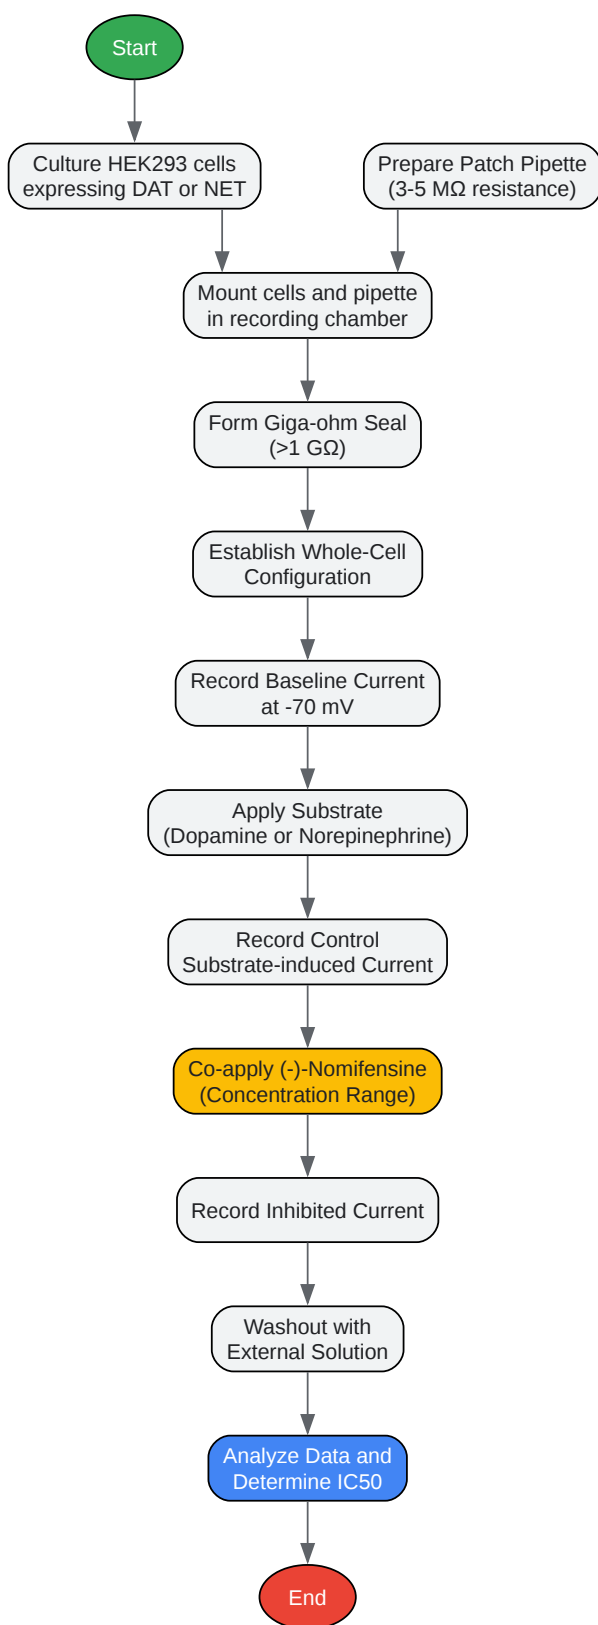 Start
Culture HEK293 cells
expressing DAT or NET
Prepare Patch Pipette
(3-5 MΩ resistance)
Mount cells and pipette
in recording chamber
Form Giga-ohm Seal
(>1 GΩ)
Establish Whole-Cell
Configuration
Record Baseline Current
at -70 mV
Apply Substrate
(Dopamine or Norepinephrine)
Record Control
Substrate-induced Current
Co-apply (-)-Nomifensine
(Concentration Range)
Record Inhibited Current
Washout with
External Solution
Analyze Data and
Determine IC50
End